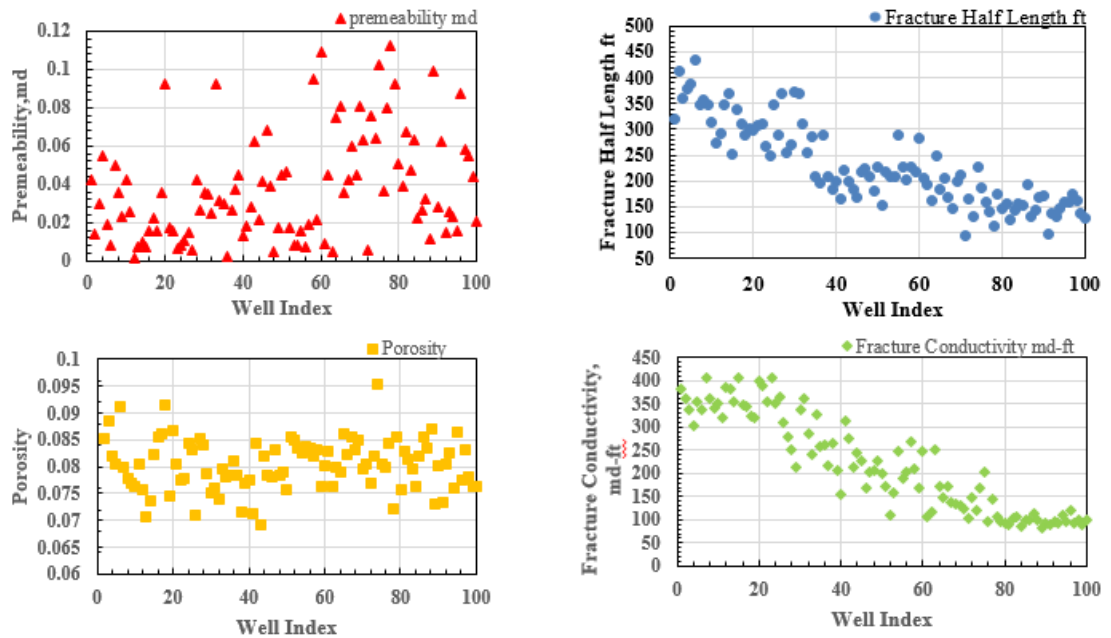 premeability md
0.12
0.1
0.08
0.06
0.04
0.02
0
Premeability,md
0 20 40 60 80 100
Well Index
Fracture Half Length ft
500
450
400
350
300
250
200
150
100
50
Fracture Half Length ft
0 20 40 60 80 100
Well Index
Porosity
0.1
0.095
0.09
0.085
0.08
0.075
0.07
0.065
0.06
Porosity
0 20 40 60 80 100
Well Index
Fracture Conductivity md-ft
450
400
350
300
250
200
150
100
50
0
Fracture Conductivity,
md-ft
0 20 40 60 80 100
Well Index